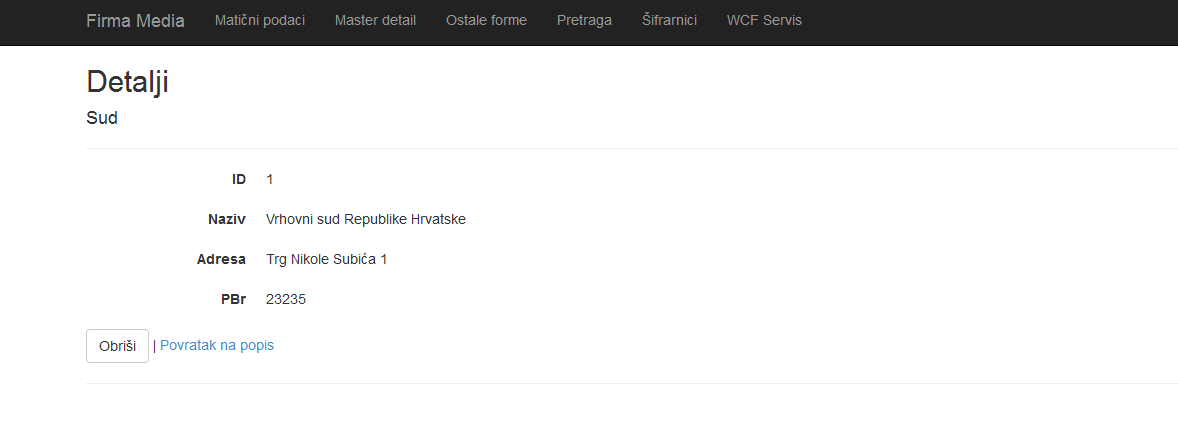 Firma Media Matični podaci Master detail Ostale forme Pretraga Šifrarnici WCF Servis
Detalji
Sud
ID 1
Naziv Vrhovni sud Republike Hrvatske
Adresa Trg Nikole Subića 1
PBr 23235
Obriši | Povratak na popis